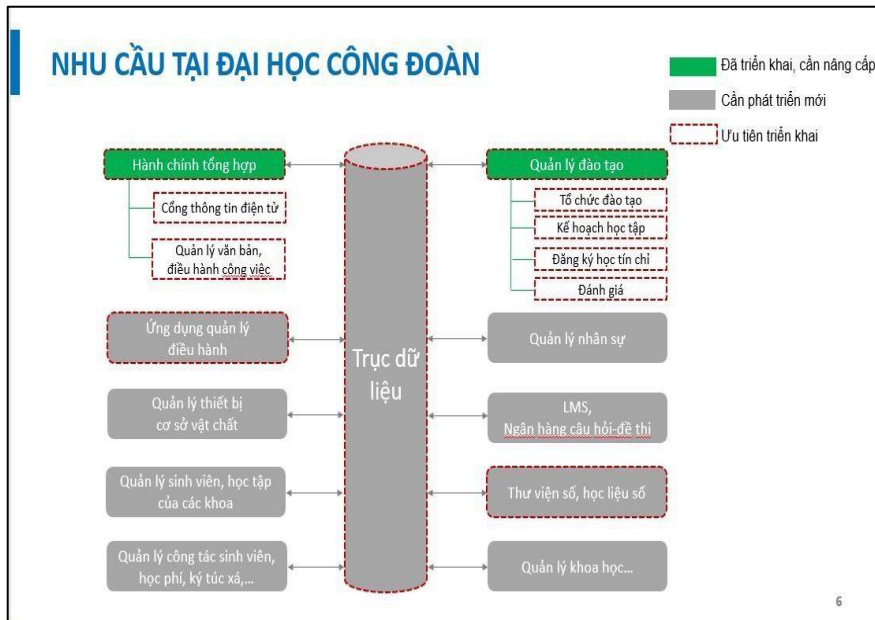 NHU CẦU TẠI ĐẠI HỌC CÔNG ĐOÀN
Đã triển khai, cần nâng cấp
Cần phát triển mới
Ưu tiên triển khai
Hành chính tổng hợp
Cổng thông tin điện tử
Quản lý văn bản,
điều hành công việc
Ứng dụng quản lý
điều hành
Quản lý thiết bị
cơ sở vật chất
Quản lý sinh viên, học tập
của các khoa
Quản lý công tác sinh viên,
học phí, ký túc xá,...
Trục dữ
liệu
Quản lý đào tạo
Tổ chức đào tạo
Kế hoạch học tập
Đăng ký học tín chỉ
Đánh giá
Quản lý nhân sự
LMS,
Ngân hàng câu hỏi-đề thi
Thư viện số, học liệu số
Quản lý khoa học...
6